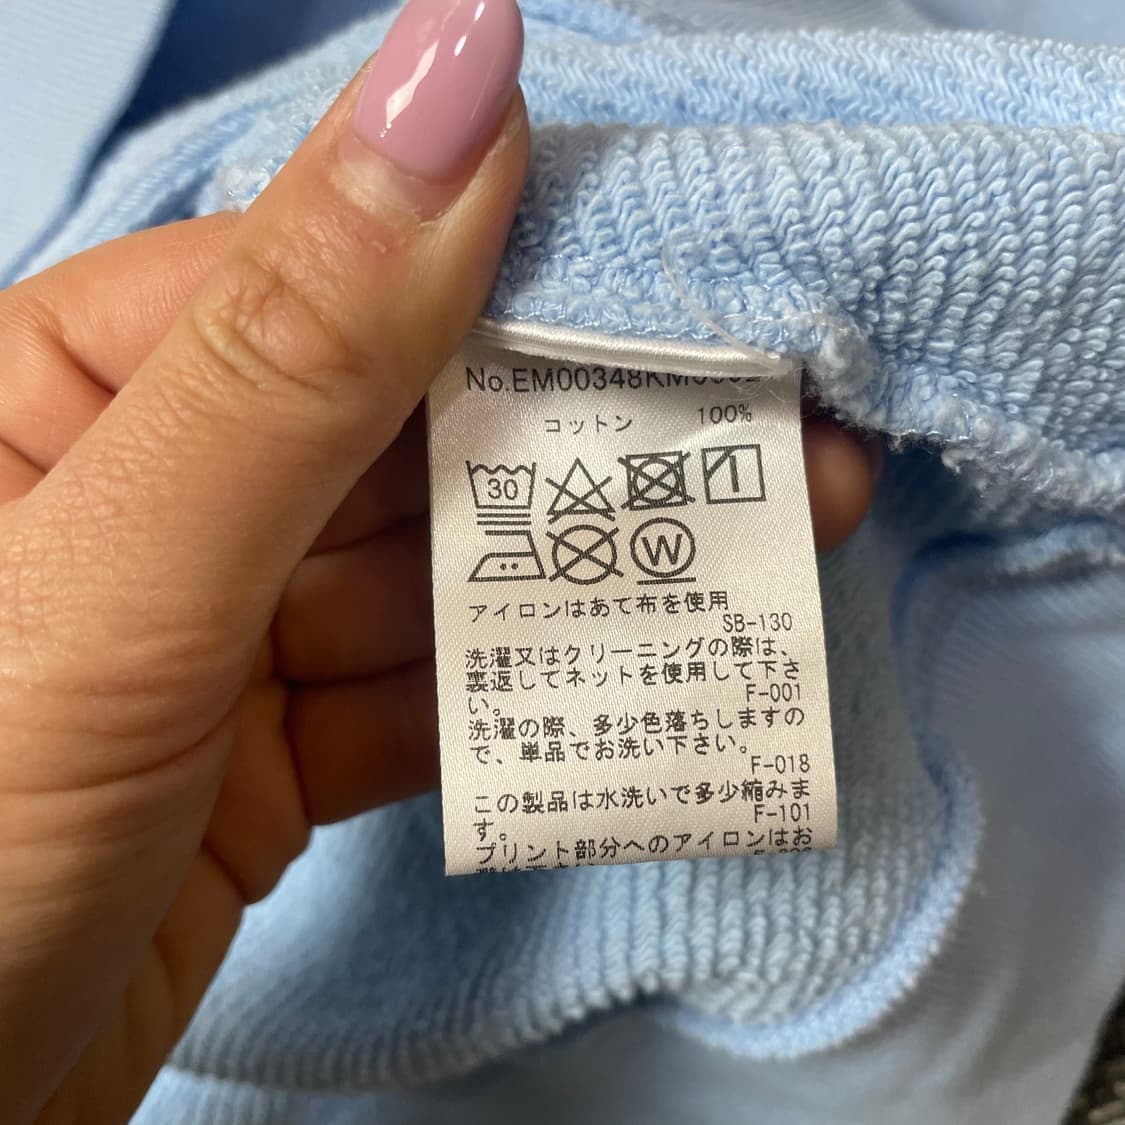 No.EM00348KM
コットン 100%
30
W
アイロンはあて布を使用
SB-130
洗濯又はクリーニングの際は、
裏返してネットを使用して下さ
い。
F-001
洗濯の際、多少色落ちしますの
で、単品でお洗い下さい。
F-018
この製品は水洗いで多少縮みま
す。
F-101
プリント部分へのアイロンはお